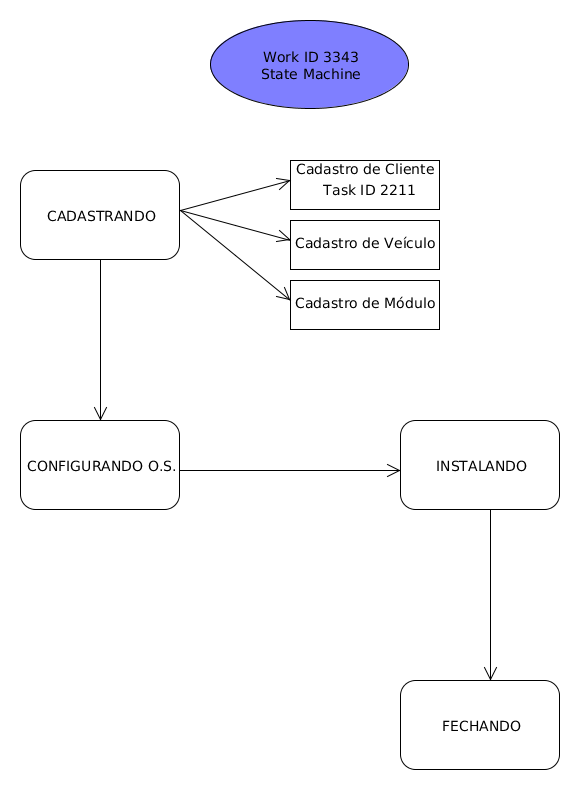 Work ID 3343
State Machine
Cadastro de Cliente
Task ID 2211
CADASTRANDO
Cadastro de Veículo
Cadastro de Módulo
CONFIGURANDO O.S.
INSTALANDO
FECHANDO